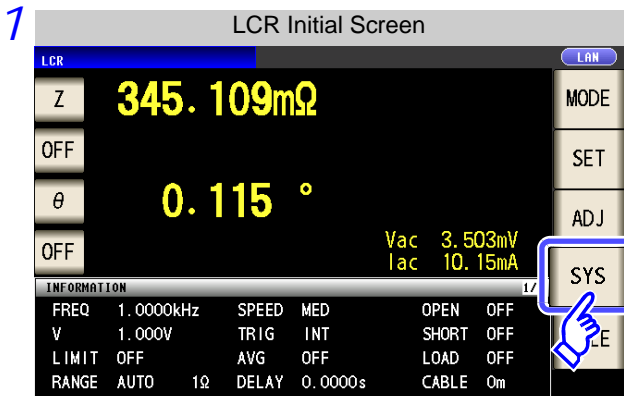 1
LCR Initial Screen
LCR
LAN
Z 345.109mΩ
MODE
OFF
SET
θ 0.115 °
ADJ
OFF
Vac 3.503mV
Iac 10.15mA
SYS
INFORMATION 1/
FREQ 1.0000kHz SPEED MED OPEN OFF
V 1.000V TRIG INT SHORT OFF
LIMIT OFF AVG OFF LOAD OFF
RANGE AUTO 1Ω DELAY 0.0000s CABLE 0m